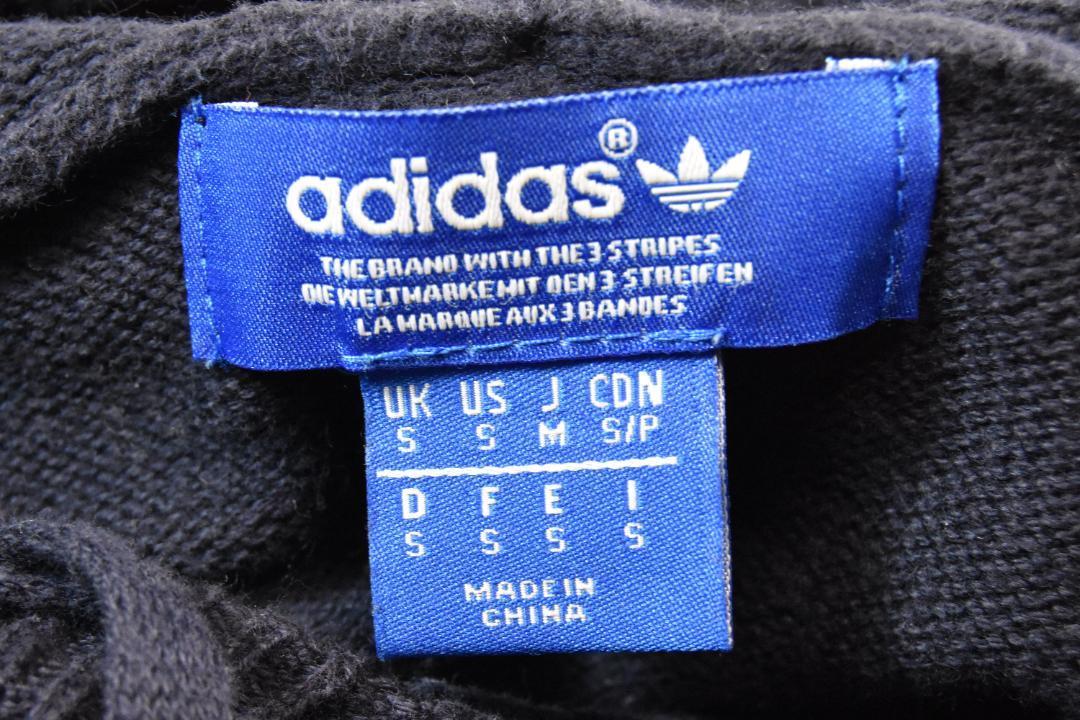 adidas®
THE BRAND WITH THE 3 STRIPES
DIE WELTMARKE MIT DEN 3 STREIFEN
LA MARQUE AUX 3 BANDES
UK US J CDN
S S M S/P
D F E I
S S S S
MADE IN
CHINA